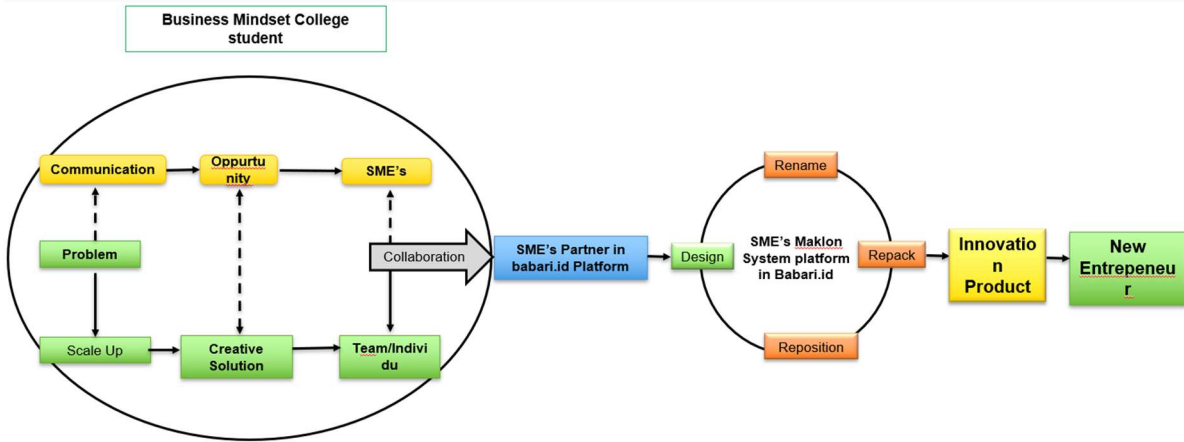 Business Mindset College
student
Communication
Oppurtu
nity
SME's
Problem
Collaboration
Scale Up
Creative
Solution
Team/Individ
du
SME's Partner in
babari.id Platform
Design
Rename
SME's Maklon
System platform
in Babari.id
Repack
Reposition
Innovatio
n
Product
New
Entrepeneu
r